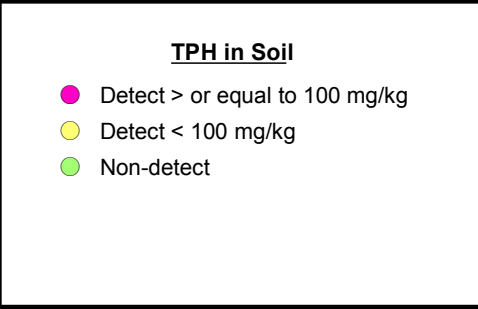 TPH in Soil
Detect > or equal to 100 mg/kg
Detect < 100 mg/kg
Non-detect